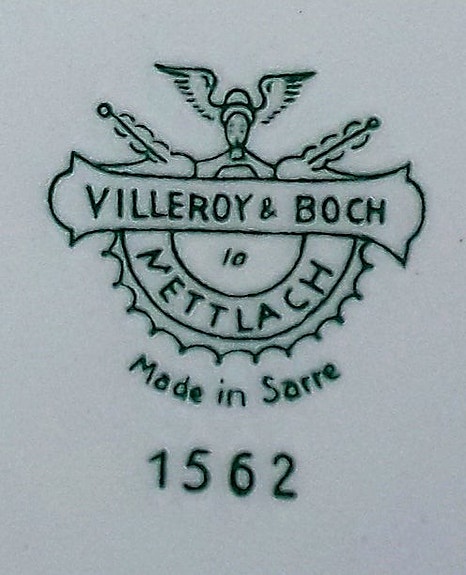 VILLEROY & BOCH
10
METTLACH
Made in Sarre
1562